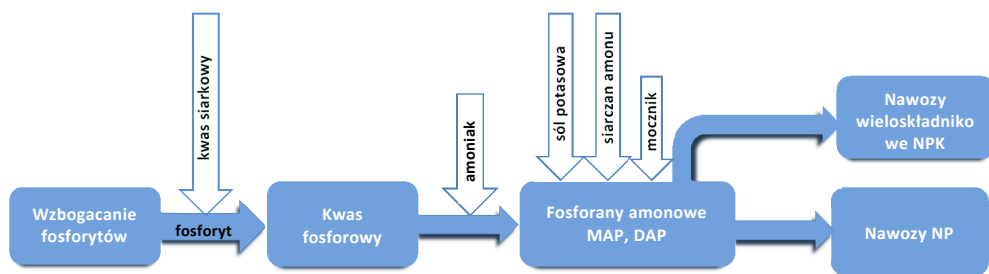 kwas siarkowy
amoniak
sól potasowa
siarczan amonu
mocznik
Nawozy
wieloskładniko
we NPK
Wzbogacanie
fosforytów
fosforyt
Kwas
fosforowy
Fosforany amonowe
MAP, DAP
Nawozy NP